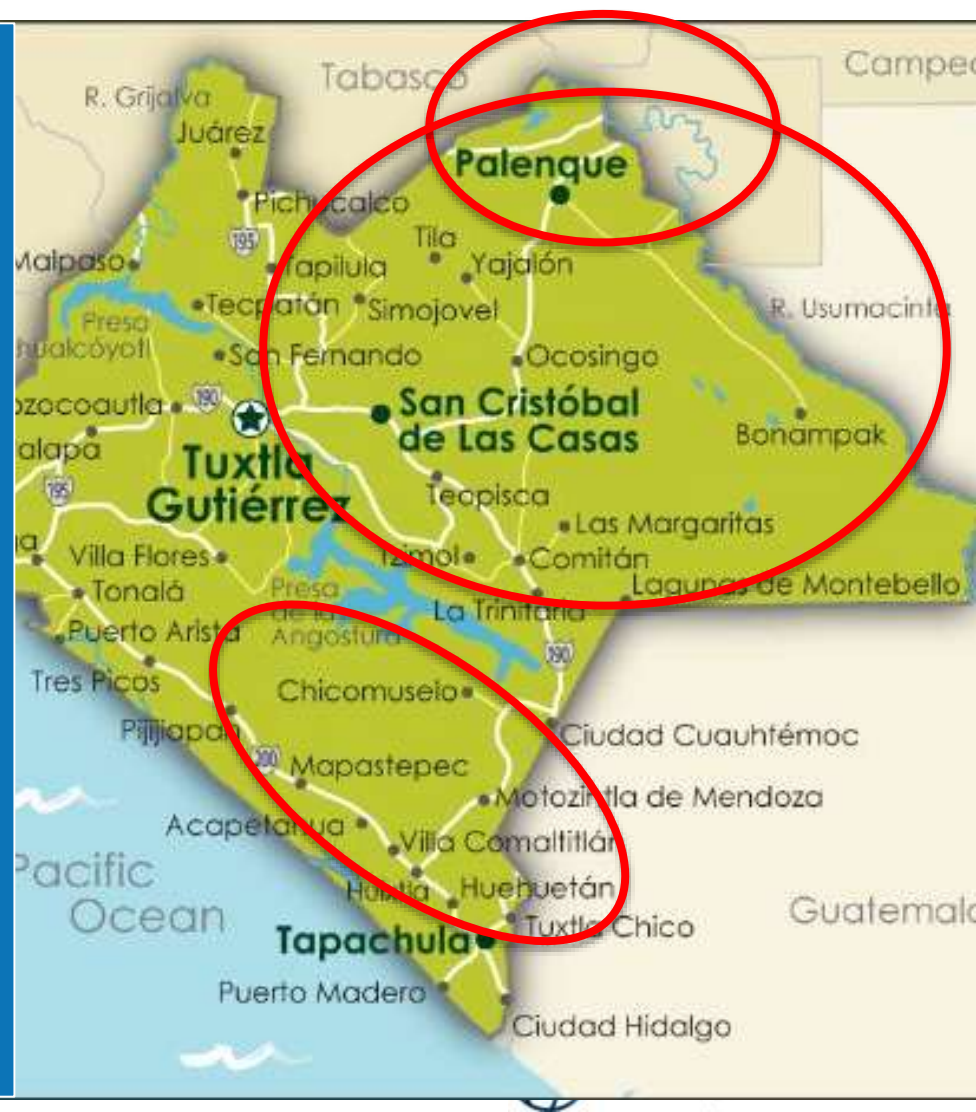 Tabasco
Campec
R. Grijalva
Juárez
Palenque
Pichucalco
195
Tila
Malpaso
Tapilula
Yajalón
Tecpatán
Simojovel
R. Usumacinta
Presa
San Fernando
Ocosingo
ozocoautla
190
San Cristóbal
de Las Casas
alapa
Bonampak
Tuxtla
Gutiérrez
195
Teopisca
Las Margaritas
Villa Flores
Tzimol
Comitán
Tonalá
Presa
de la
Angostura
La Trinitaria
Lagunas de Montebello
Puerto Arista
190
Tres Picos
Chicomuselo
Pijijiapan
Ciudad Cuauhtémoc
200
Mapastepec
Motozintla de Mendoza
Acapetahua
Villa Comaltitlán
Pacific
Ocean
Huixtla
Huehuetán
Guatemala
Tuxtla Chico
Tapachula
Puerto Madero
Ciudad Hidalgo